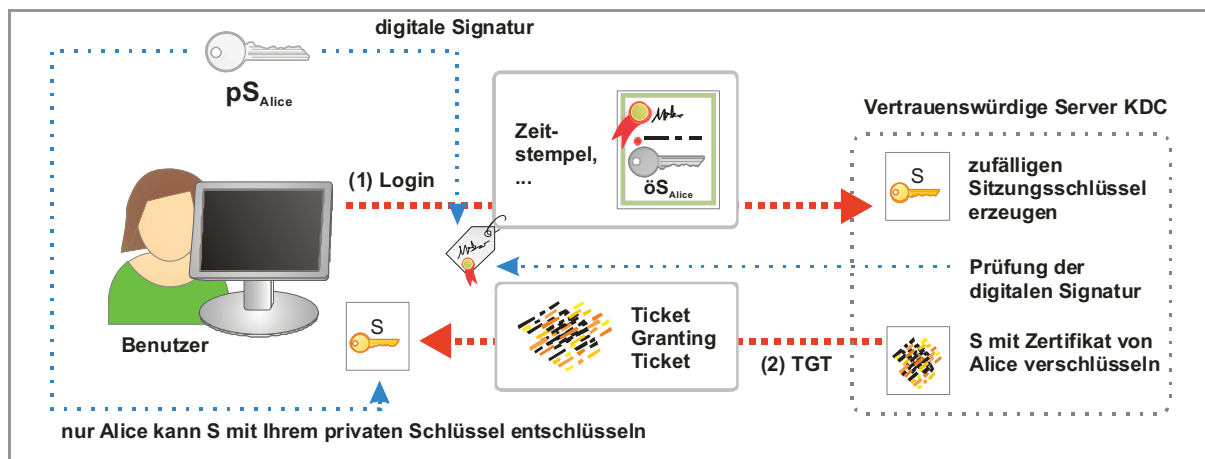 digitale Signatur
pS Alice
Vertrauenswürdige Server KDC
Zeit-
stempel,
...
öS Alice
(1) Login
S
zufälligen
Sitzungsschlüssel
erzeugen
Prüfung der
digitalen Signatur
Benutzer
S
Ticket
Granting
Ticket
(2) TGT
S mit Zertifikat von
Alice verschlüsseln
nur Alice kann S mit Ihrem privaten Schlüssel entschlüsseln